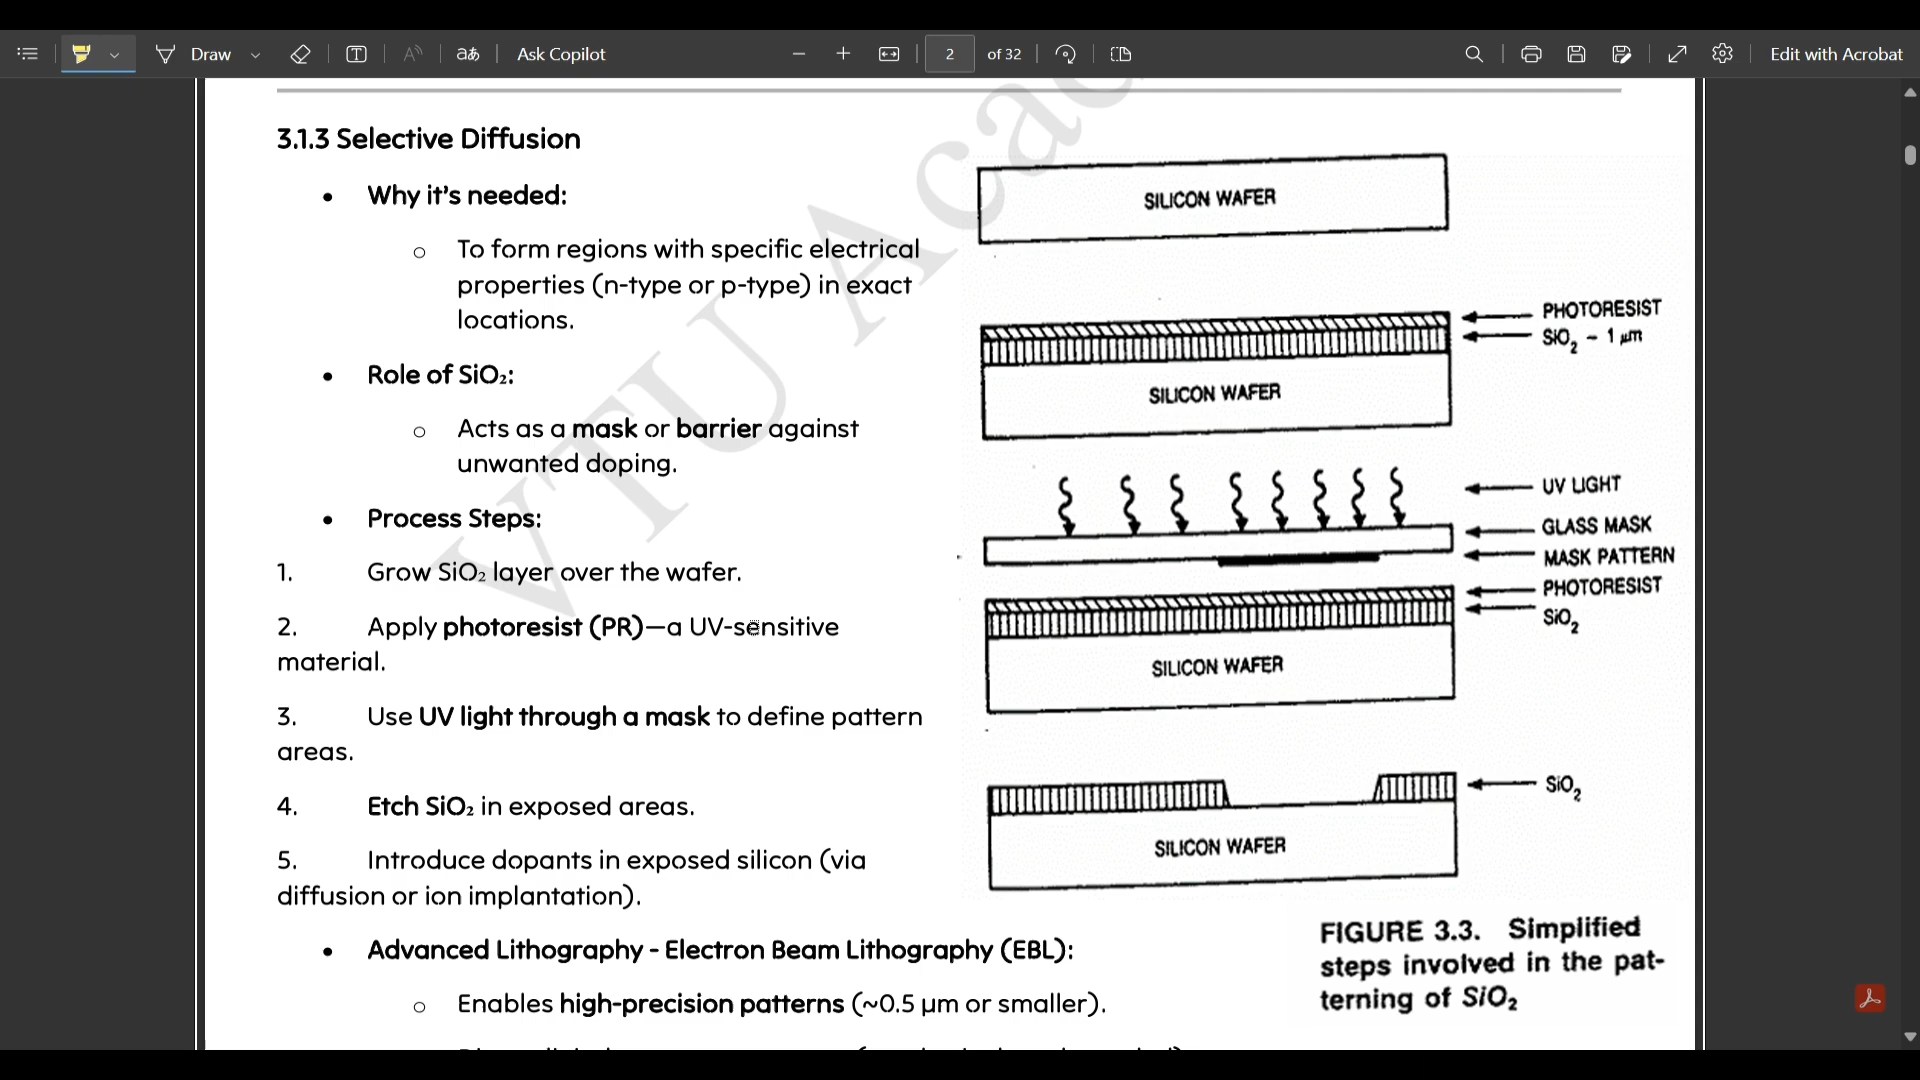 Draw
Ask Copilot
2 of 32
Edit with Acrobat
3.1.3 Selective Diffusion
• Why it's needed:
o To form regions with specific electrical
properties (n-type or p-type) in exact
locations.
• Role of SiO₂:
o Acts as a mask or barrier against
unwanted doping.
• Process Steps:
1. Grow SiO₂ layer over the wafer.
2. Apply photoresist (PR)—a UV-sensitive
material.
3. Use UV light through a mask to define pattern
areas.
4. Etch SiO₂ in exposed areas.
5. Introduce dopants in exposed silicon (via
diffusion or ion implantation).
• Advanced Lithography - Electron Beam Lithography (EBL):
o Enables high-precision patterns (~0.5 µm or smaller).
SILICON WAFER
PHOTORESIST
SiO₂ - 1 µm
SILICON WAFER
UV LIGHT
GLASS MASK
MASK PATTERN
PHOTORESIST
SiO₂
SILICON WAFER
SiO₂
SILICON WAFER
FIGURE 3.3. Simplified
steps involved in the pat-
terning of SiO₂
VTU Acad